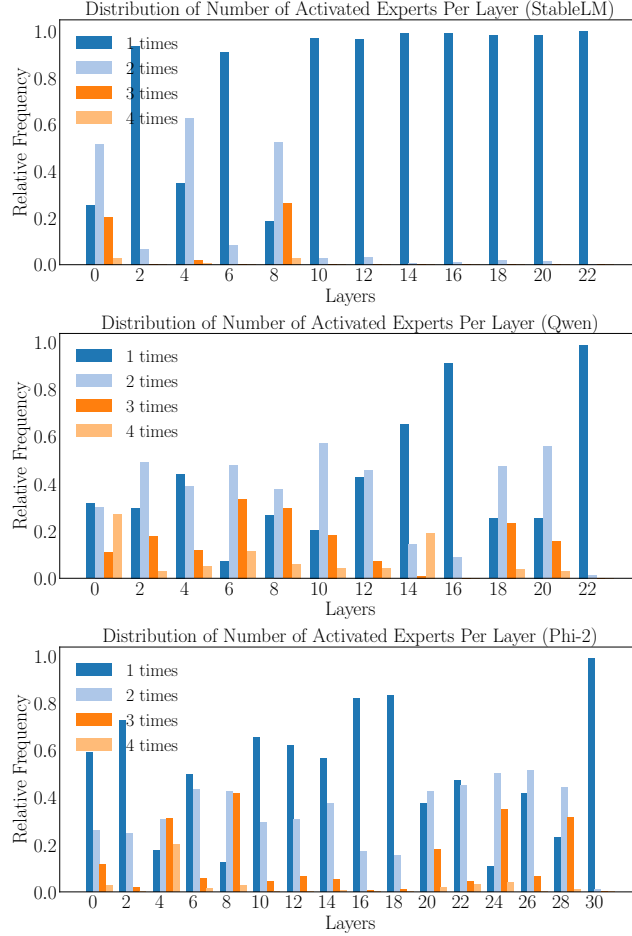 Distribution of Number of Activated Experts Per Layer (StableLM)
1.0
0.8
0.6
0.4
0.2
0.0
Relative Frequency
1 times
2 times
3 times
4 times
0 2 4 6 8 10 12 14 16 18 20 22
Layers
Distribution of Number of Activated Experts Per Layer (Qwen)
1.0
0.8
0.6
0.4
0.2
0.0
Relative Frequency
1 times
2 times
3 times
4 times
0 2 4 6 8 10 12 14 16 18 20 22
Layers
Distribution of Number of Activated Experts Per Layer (Phi-2)
1.0
0.8
0.6
0.4
0.2
0.0
Relative Frequency
1 times
2 times
3 times
4 times
0 2 4 6 8 10 12 14 16 18 20 22 24 26 28 30
Layers